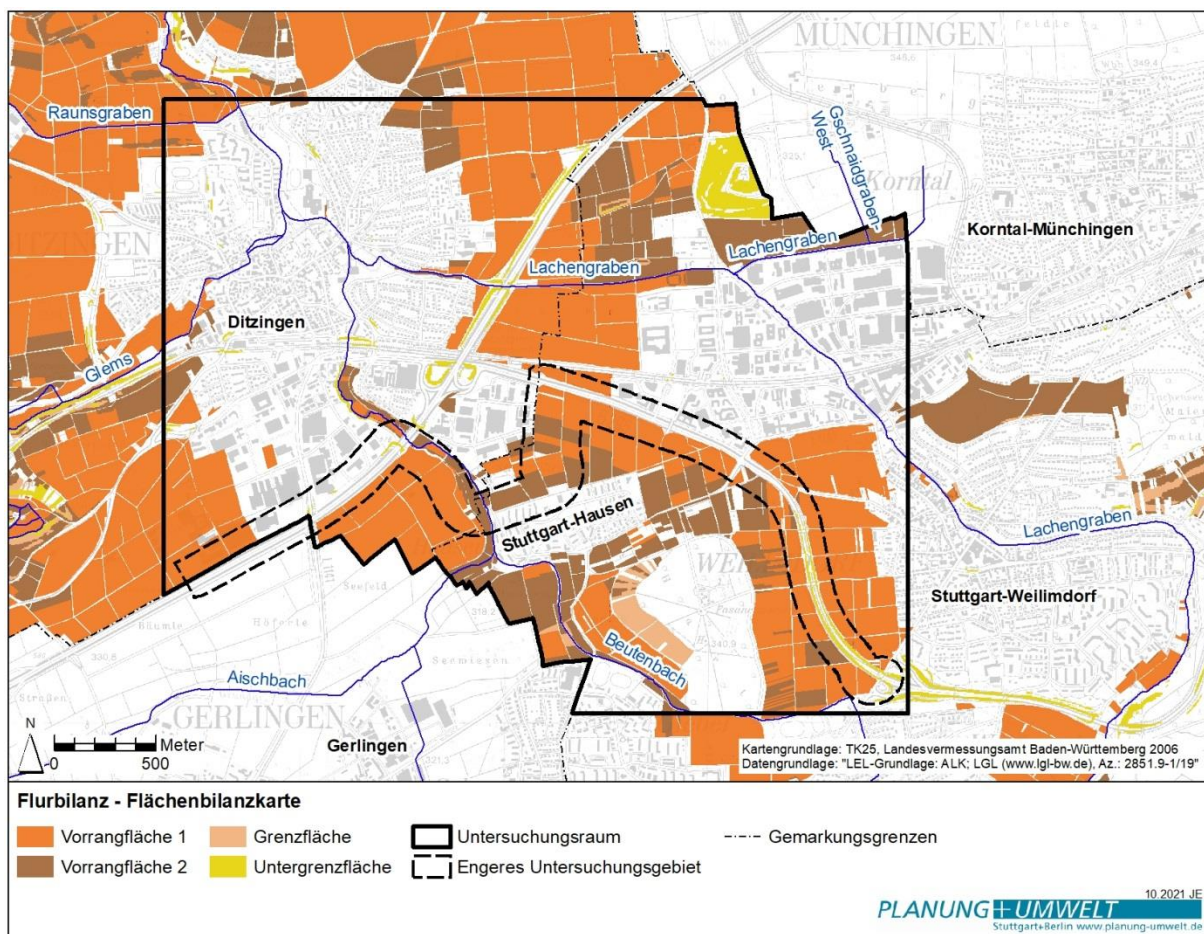 MÜNCHINGEN
Raunsgraben
Gschnaidgraben-
West
Korntal
Korntal-Münchingen
Lachengraben
Lachengraben
Ditzingen
Glems
Stuttgart-Hausen
Lachengraben
Stuttgart-Weilimdorf
Beutenbach
Aischbach
GERLINGEN
Gerlingen
N
Meter
0 500
Kartengrundlage: TK25, Landesvermessungsamt Baden-Württemberg 2006
Datengrundlage: "LEL-Grundlage: ALK; LGL (www.lgl-bw.de), Az.: 2851.9-1/19"
Flurbilanz - Flächenbilanzkarte
Vorrangfläche 1 Grenzfläche Untersuchungsraum Gemarkungsgrenzen
Vorrangfläche 2 Untergrenzfläche Engeres Untersuchungsgebiet
10.2021 JE
PLANUNG+UMWELT
Stuttgart+Berlin www.planung-umwelt.de